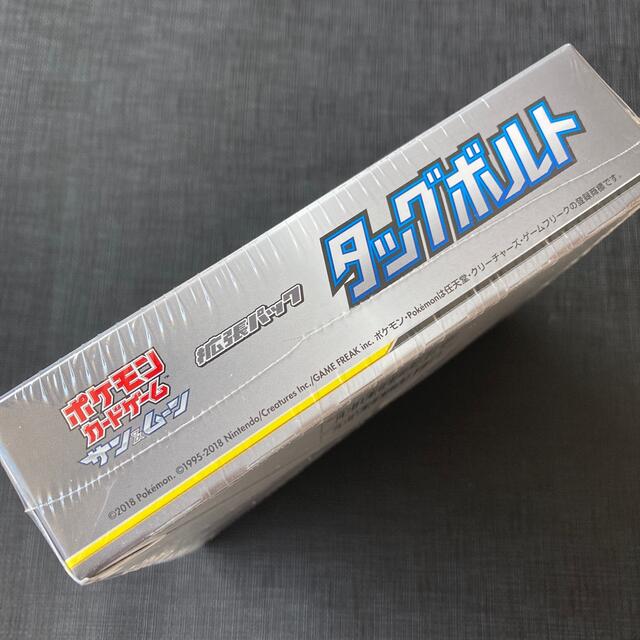 ポケモン
カードゲーム
サン&ムーン
拡張パック
タッグボルト
©2018 Pokémon. ©1995-2018 Nintendo/Creatures Inc./GAME FREAK inc. ポケモン・Pokémonは任天堂・クリーチャーズ・ゲームフリークの登録商標です。